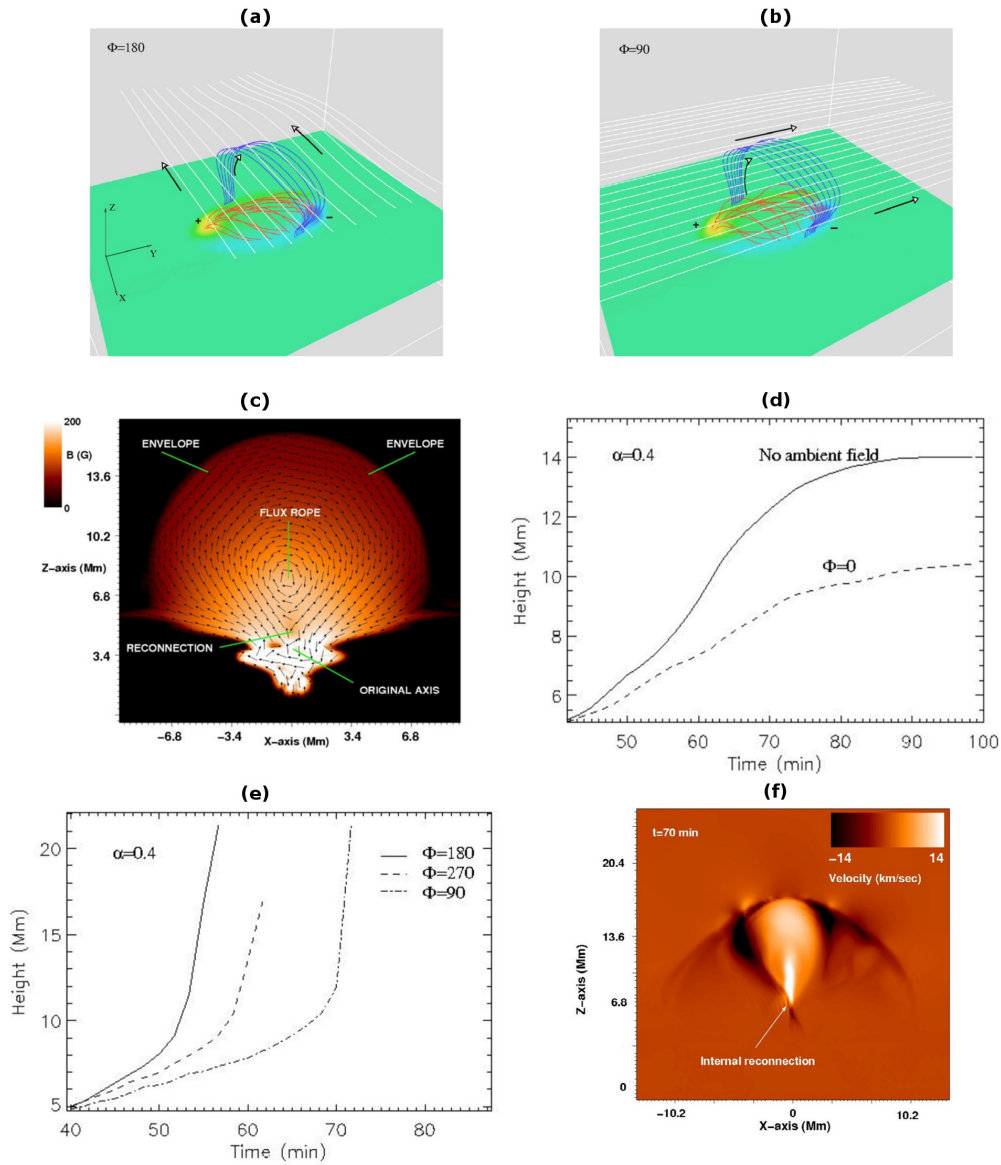 (a)
Φ=180
+
−
Z
Y
X
(b)
Φ=90
+
−
(c)
200
B (G)
0
ENVELOPE
ENVELOPE
FLUX ROPE
RECONNECTION
ORIGINAL AXIS
13.6
10.2
Z−axis (Mm)
6.8
3.4
−6.8
−3.4
X−axis (Mm)
3.4
6.8
(d)
α=0.4
No ambient field
Φ=0
14
12
10
8
6
Height (Mm)
50
60
70
80
90
100
Time (min)
(e)
α=0.4
Φ=180
Φ=270
Φ=90
20
15
10
5
Height (Mm)
40
50
60
70
80
Time (min)
(f)
t=70 min
−14
14
Velocity (km/sec)
20.4
13.6
6.8
0
Z−axis (Mm)
Internal reconnection
−10.2
0
10.2
X−axis (Mm)